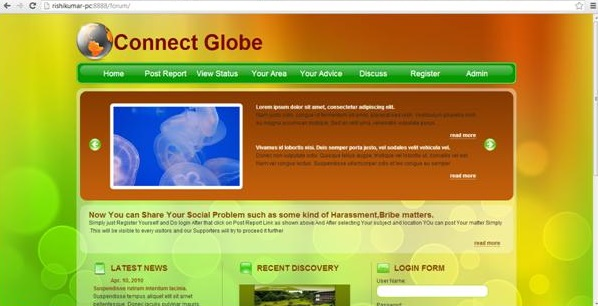 rishikumar-pc:8888/forum/
Connect Globe
Home Post Report View Status Your Area Your Advice Discuss Register Admin
Lorem ipsum dolor sit amet, consectetur adipiscing elit.
read more
Vivamus id lobortis nisi. Duis semper porta justo, vel sodales velit vehicula vel.
read more
Now You can Share Your Social Problem such as some kind of Harassment,Bribe matters.
Simply just Register Yourself and Do login After that click on Post Report Link as shown above.And After selecting Your subject and location YOu can post Your matter Simply
This will be visible to every visitors and our Supporters will try to proceed it further
read more
LATEST NEWS
Apr. 10, 2010
Suspendisse rutrum interdum lacinia.
Suspendisse tempus aliquet elit sit amet
RECENT DISCOVERY
LOGIN FORM
User Name: